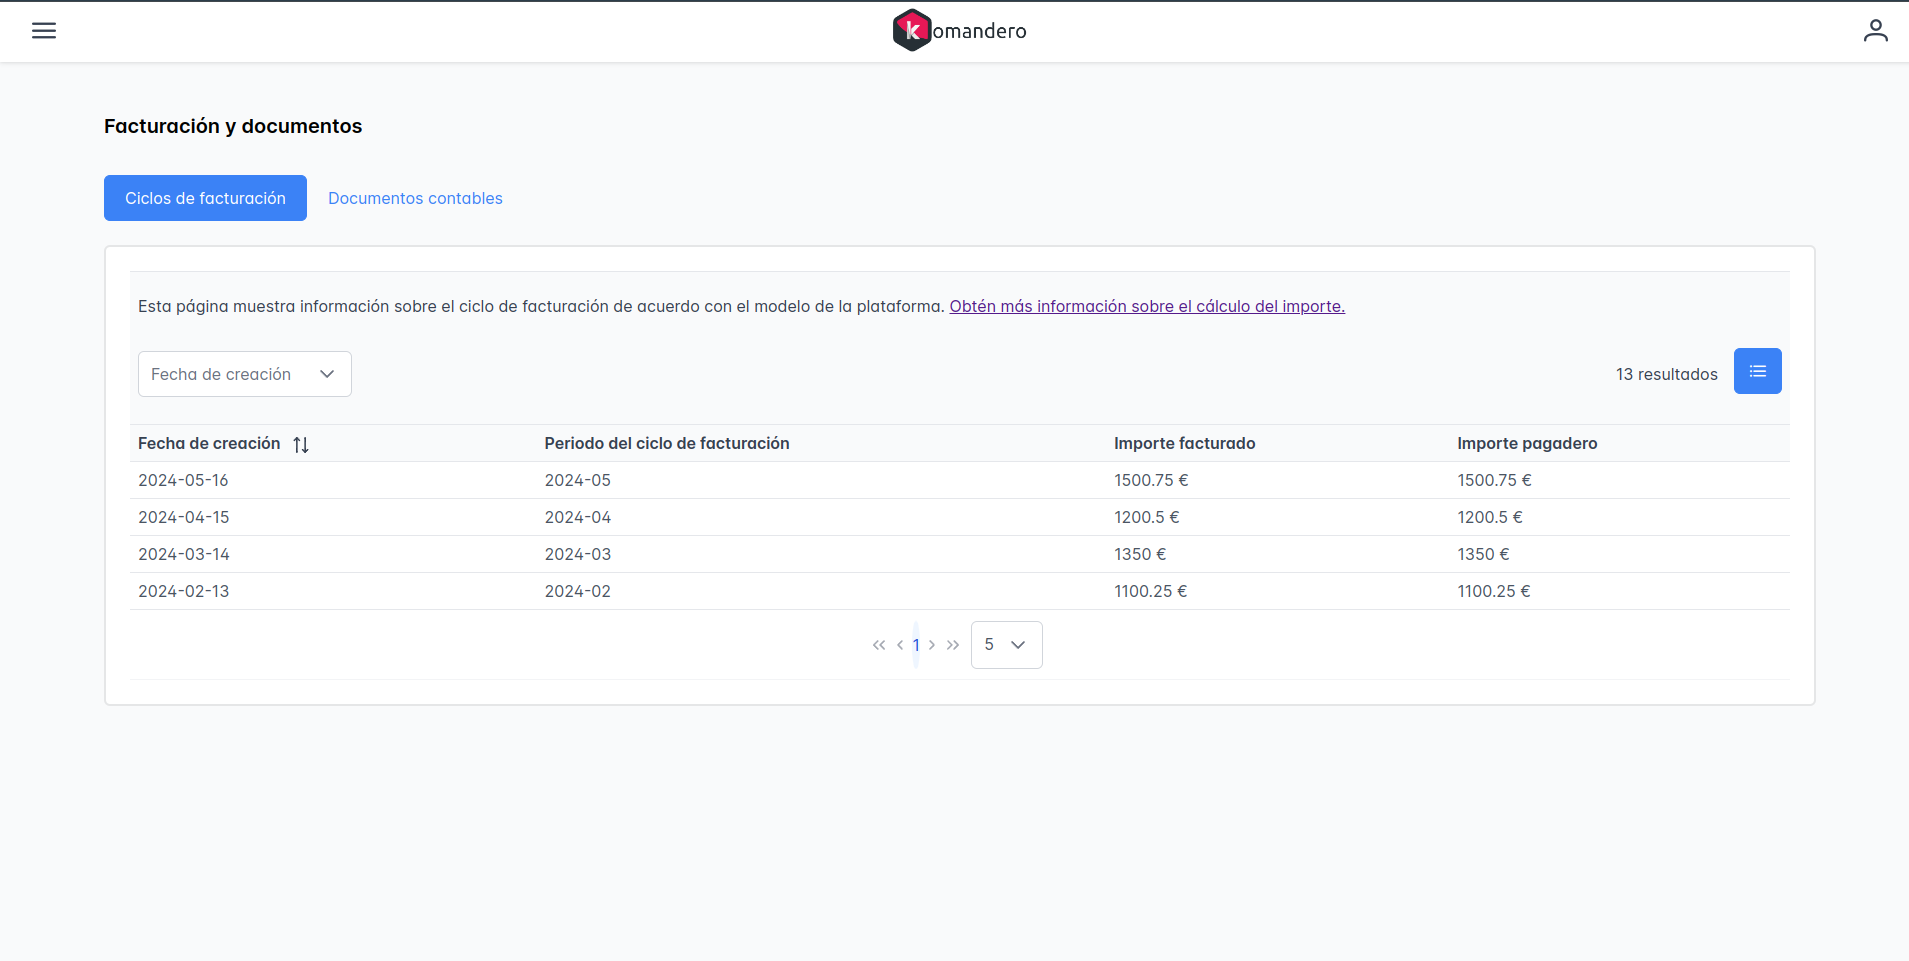 komandero
Facturación y documentos
Ciclos de facturación Documentos contables
Esta página muestra información sobre el ciclo de facturación de acuerdo con el modelo de la plataforma. Obtén más información sobre el cálculo del importe.
Fecha de creación 13 resultados
Fecha de creación Periodo del ciclo de facturación Importe facturado Importe pagadero
2024-05-16 2024-05 1500.75 € 1500.75 €
2024-04-15 2024-04 1200.5 € 1200.5 €
2024-03-14 2024-03 1350 € 1350 €
2024-02-13 2024-02 1100.25 € 1100.25 €
« ‹ 1 › » 5